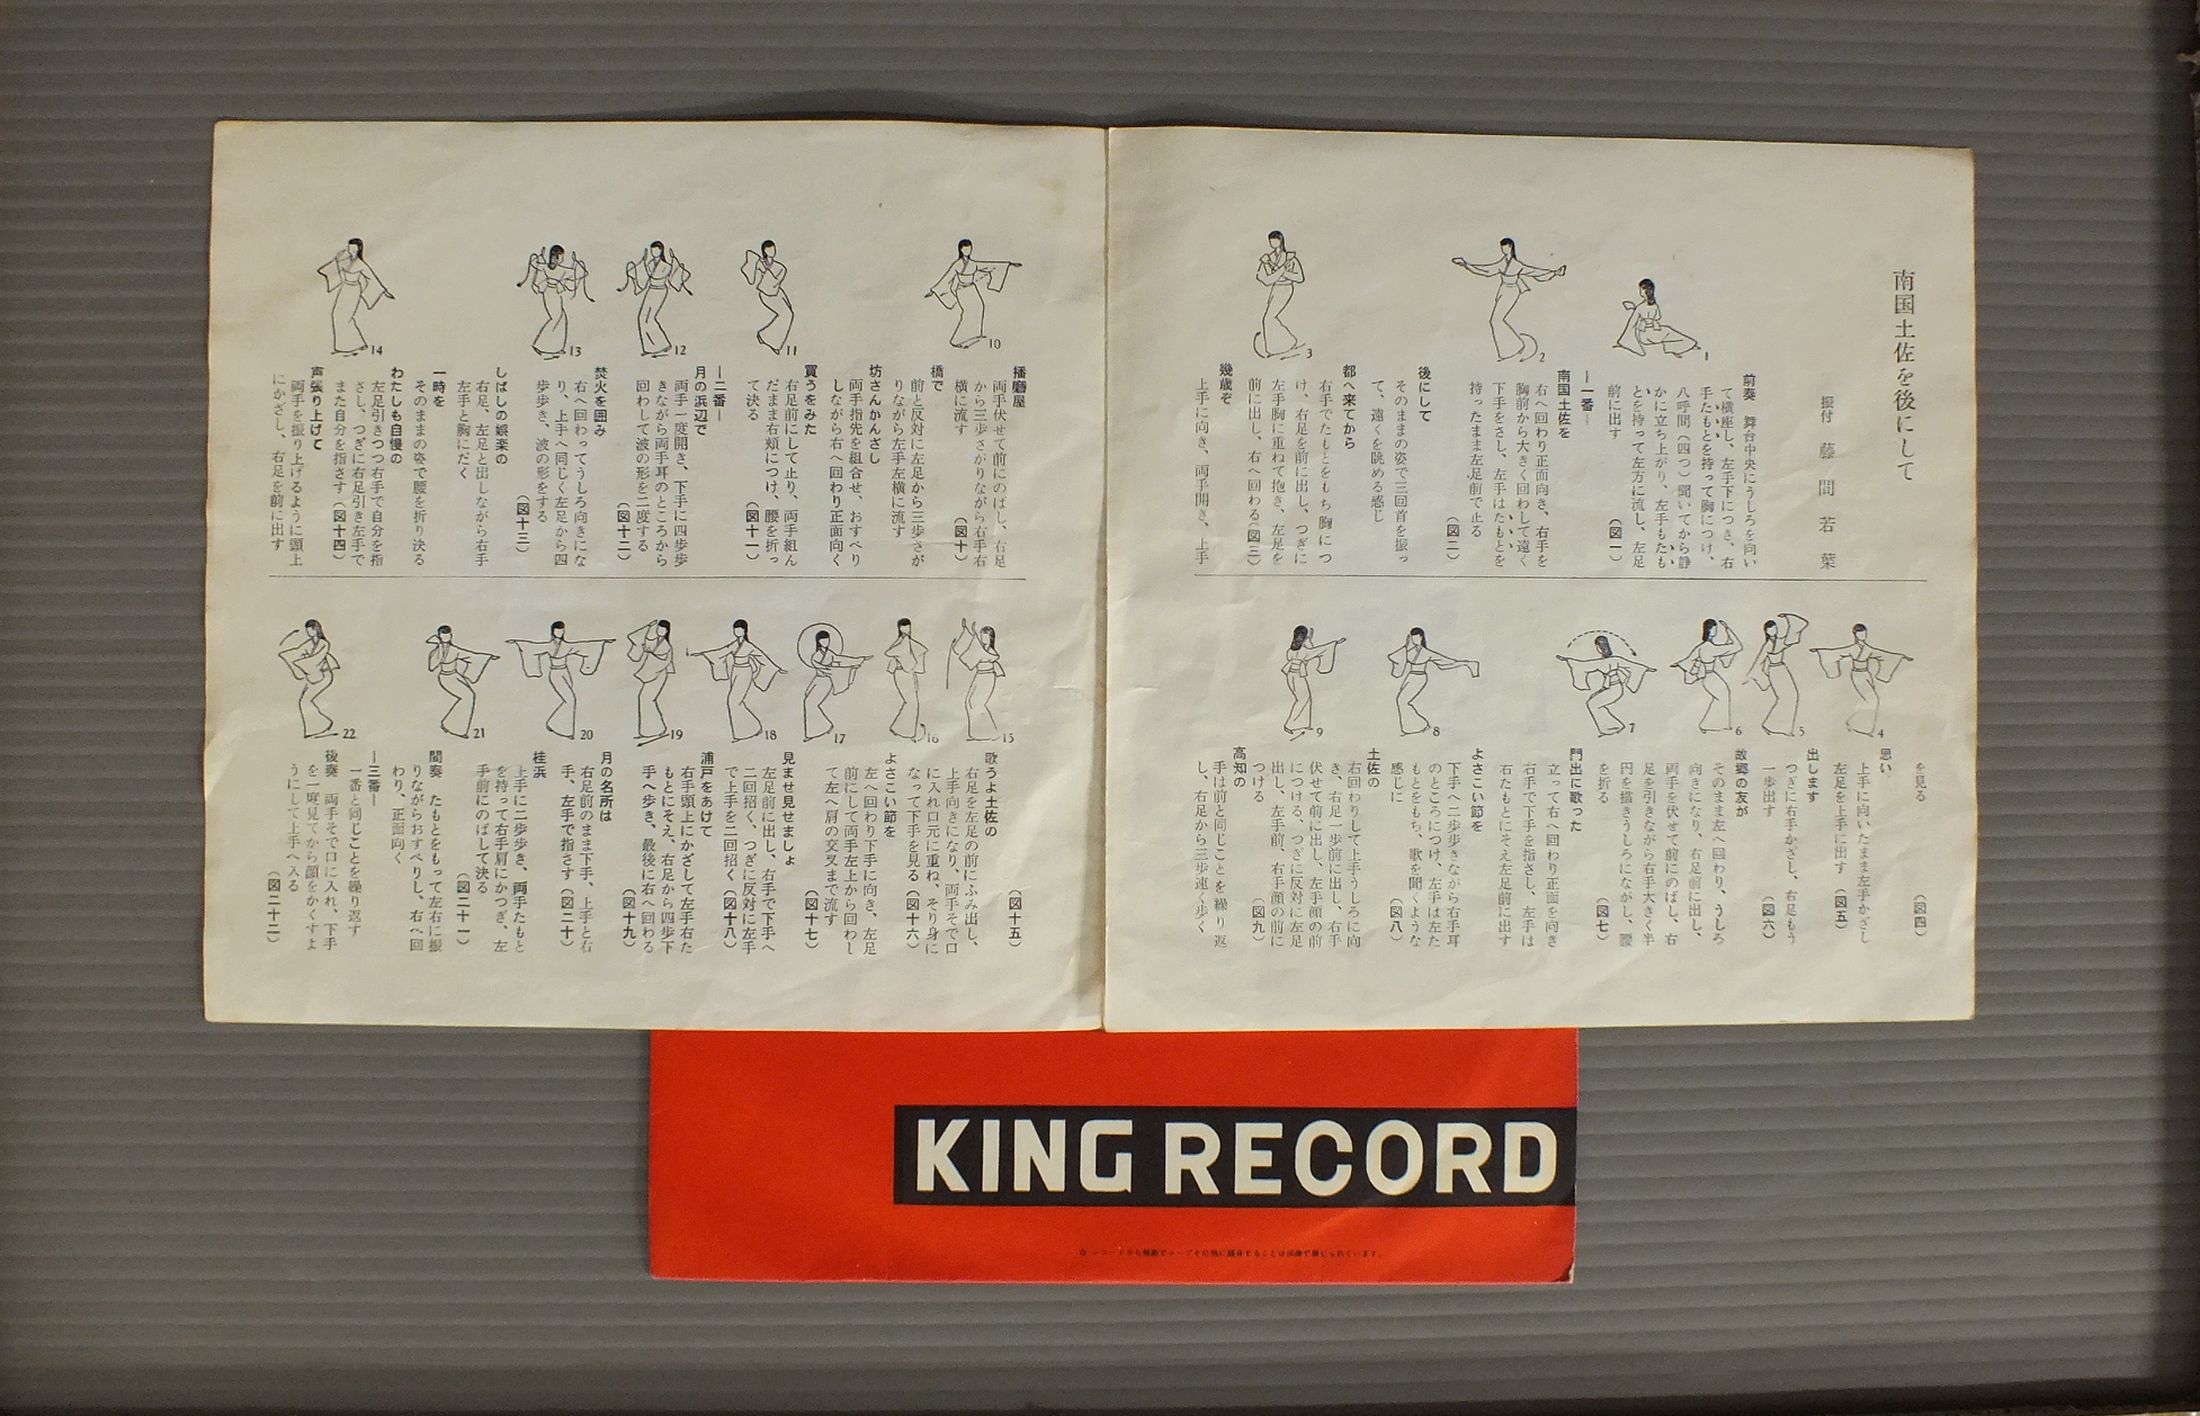 南国土佐を後にして
振付 藤間若葉
前奏 舞台中央にうしろを向い
て横座し、左手下につき、右
手たもとを持って胸につけ、
八呼間(四つ)聞いてから静
かに立ち上がり、左手もたも
とを持って左方に流し、左足
前に出す (図一)
―一番―
南国土佐を
右へ回わり正面向き、右手を
胸前から大きく回わして遠く
下手をさし、左手はたもとを
持ったまま左足前で止る
(図二)
後にして
そのままの姿で三回首を振っ
て、遠くを眺める感じ
都へ来てから
右手でたもとをもち胸につ
け、右足を前に出し、つぎに
左手胸に重ねて抱き、左足を
前に出し、右へ回わる(図三)
幾歳ぞ
上手に向き、両手開き、上手
1
2
3
を見る (図四)
思い
上手に向いたまま左手かざし
左足を上手に出す (図五)
出します
つぎに右手かざし、右足もう
一歩出す (図六)
故郷の友が
そのまま左へ回わり、うしろ
向きになり、右足前に出し、
両手を伏せて前にのばし、右
足を引きながら右手大きく半
円を描きうしろにながし、腰
を折る (図七)
門出に歌った
立って右へ回わり正面を向き
右手で下手を指さし、左手は
右たもとにそえ左足前に出す
よさこい節を
下手へ二歩歩きながら右手耳
のところにつけ、左手は左た
もとをもち、歌を聞くような
感じに (図八)
土佐の
右回わりして上手うしろに向
き、右足一歩前に出し、右手
伏せて前に出し、左手顔の前
につける、つぎに反対に左足
出し、左手前、右手顔の前に
つける (図九)
高知の
手は前と同じことを繰り返
し、右足から三歩速く歩く
4
5
6
7
8
9
播磨屋
両手伏せて前にのばし、右足
から三歩さがりながら右手右
横に流す (図十)
橋で
前と反対に左足から三歩さが
りながら左手左横に流す
坊さんかんざし
両手指先を組合せ、おすべり
しながら右へ回わり正面向く
買うをみた
右足前にして止り、両手組ん
だまま右頬につけ、腰を折っ
て決る (図十一)
―二番―
月の浜辺で
両手一度開き、下手に四歩歩
きながら両手耳のところから
回わして波の形を二度する
(図十二)
焚火を囲み
右へ回わってうしろ向きにな
り、上手へ同じく左足から四
歩歩き、波の形をする
(図十三)
しばしの娯楽の
右足、左足と出しながら右手
左手と胸にだく
一時を
そのままの姿で腰を折り決る
わたしも自慢の
左足引きつつ右手で自分を指
さし、つぎに右足引き左手で
また自分を指さす(図十四)
声張り上げて
両手を振り上げるように頭上
にかざし、右足を前に出す
10
11
12
13
14
(図十五)
歌うよ土佐の
右足を左足の前にふみ出し、
上手向きになり、両手そで口
に入れ口元に重ね、そり身に
なって下手を見る(図十六)
よさこい節を
左へ回わり下手に向き、左足
前にして両手左上から回わし
て左へ肩の交叉まで流す
(図十七)
見ませ見せましょ
左足前に出し、右手で下手へ
二回招く、つぎに反対に左手
で上手を二回招く(図十八)
浦戸をあけて
右手頭上にかざして左手右た
もとにそえ、右足から四歩下
手へ歩き、最後に右へ回わる
(図十九)
月の名所は
右足前のまま下手、上手と右
手、左手で指さす(図二十)
桂浜
上手に二歩歩き、両手たもと
を持って右手肩にかつぎ、左
手前にのばして決る
(図二十一)
間奏 たもとをもって左右に振
りながらおすべりし、右へ回
わり、正面向く
―三番―
一番と同じことを繰り返す
後奏 両手そで口に入れ、下手
を一度見てから顔をかくすよ
うにして上手へ入る
(図二十二)
15
16
17
18
19
20
21
22
KING RECORD